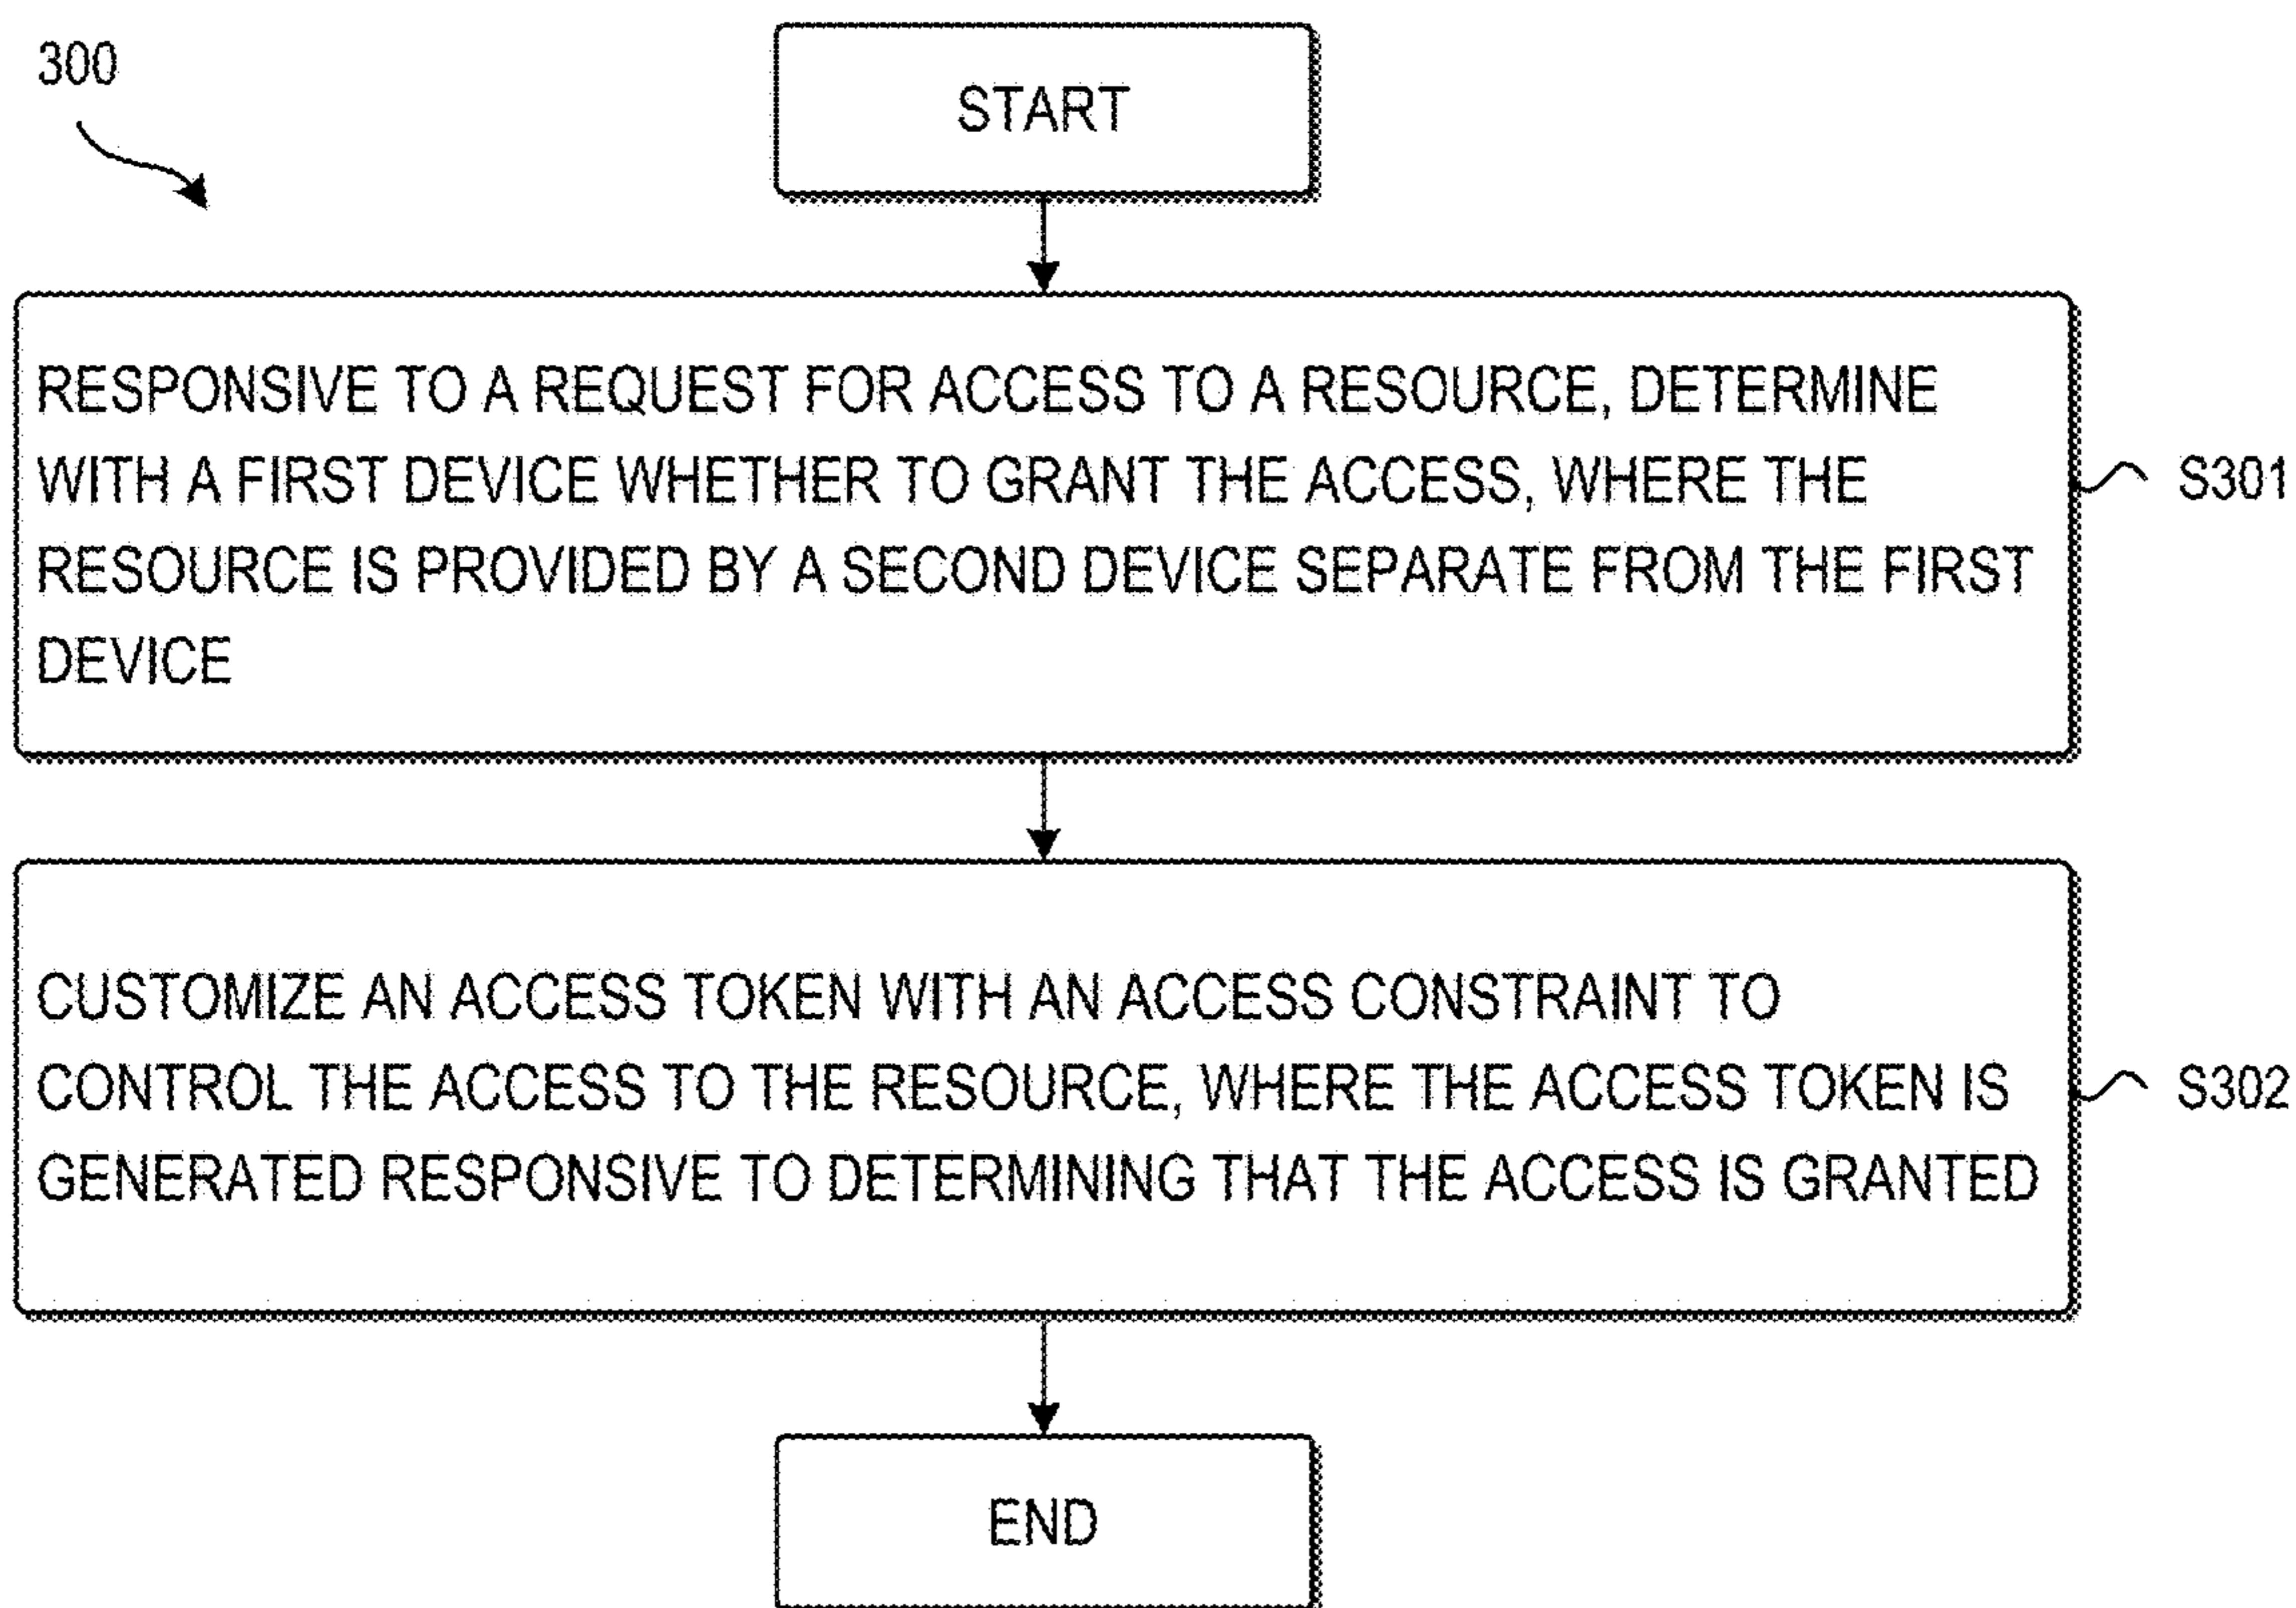 300
START
RESPONSIVE TO A REQUEST FOR ACCESS TO A RESOURCE, DETERMINE
WITH A FIRST DEVICE WHETHER TO GRANT THE ACCESS, WHERE THE
RESOURCE IS PROVIDED BY A SECOND DEVICE SEPARATE FROM THE FIRST
DEVICE
S301
CUSTOMIZE AN ACCESS TOKEN WITH AN ACCESS CONSTRAINT TO
CONTROL THE ACCESS TO THE RESOURCE, WHERE THE ACCESS TOKEN IS
GENERATED RESPONSIVE TO DETERMINING THAT THE ACCESS IS GRANTED
S302
END